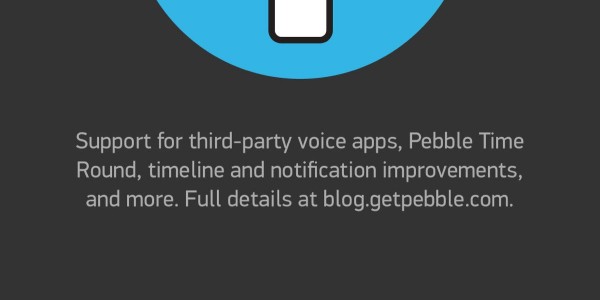 Support for third-party voice apps, Pebble Time
Round, timeline and notification improvements,
and more. Full details at blog.getpebble.com.